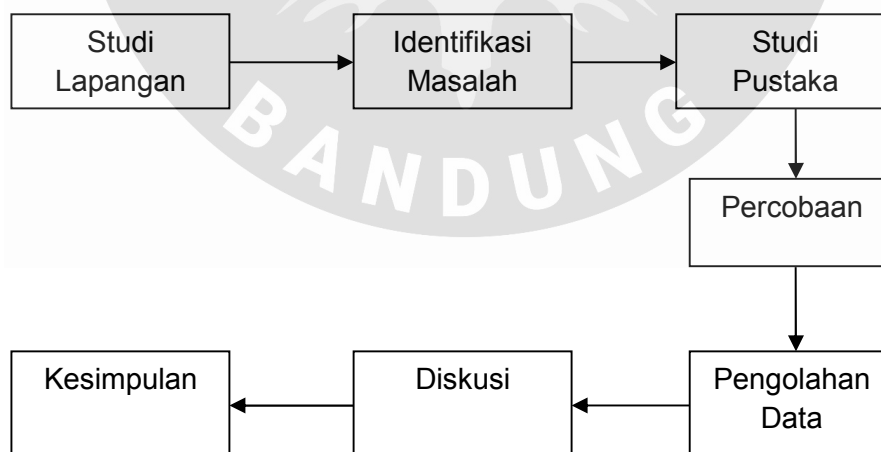 Studi
Lapangan
Identifikasi
Masalah
Studi
Pustaka
BANDUNG
Percobaan
Pengolahan
Data
Diskusi
Kesimpulan